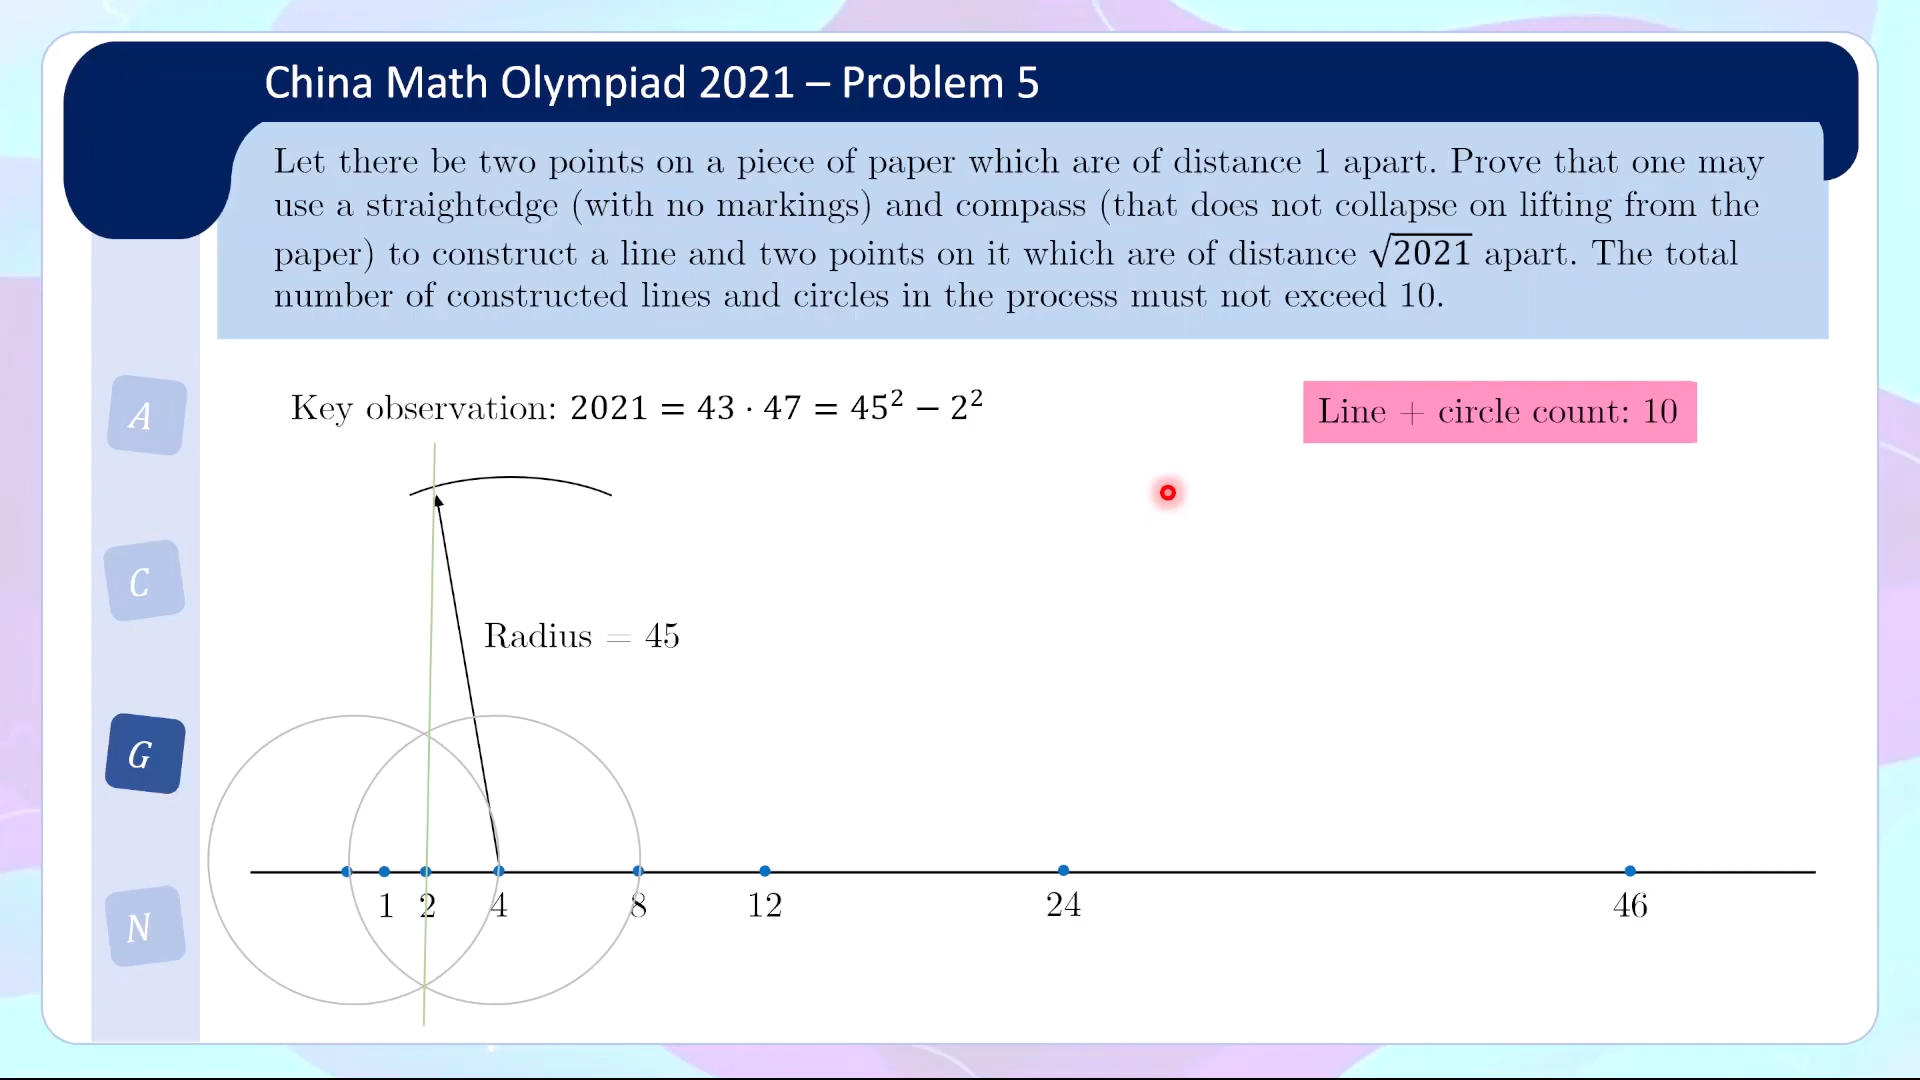 China Math Olympiad 2021 – Problem 5
Let there be two points on a piece of paper which are of distance 1 apart. Prove that one may
use a straightedge (with no markings) and compass (that does not collapse on lifting from the
paper) to construct a line and two points on it which are of distance √2021 apart. The total
number of constructed lines and circles in the process must not exceed 10.
A
C
G
N
Key observation: 2021 = 43 · 47 = 45² − 2²
Line + circle count: 10
Radius = 45
1 2 4 8 12 24 46